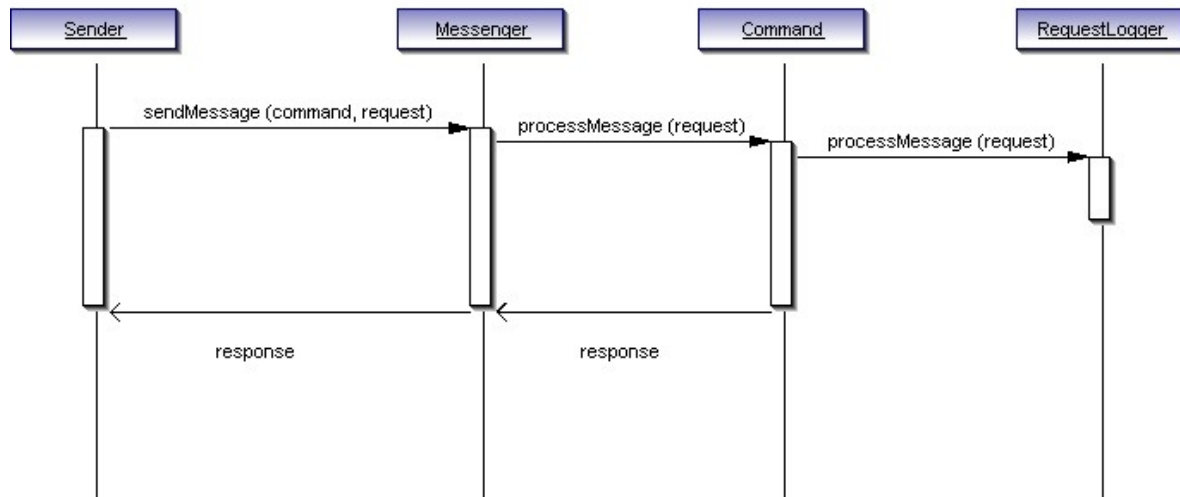 Sender
Messenger
Command
RequestLogger
sendMessage (command, request)
processMessage (request)
processMessage (request)
response
response